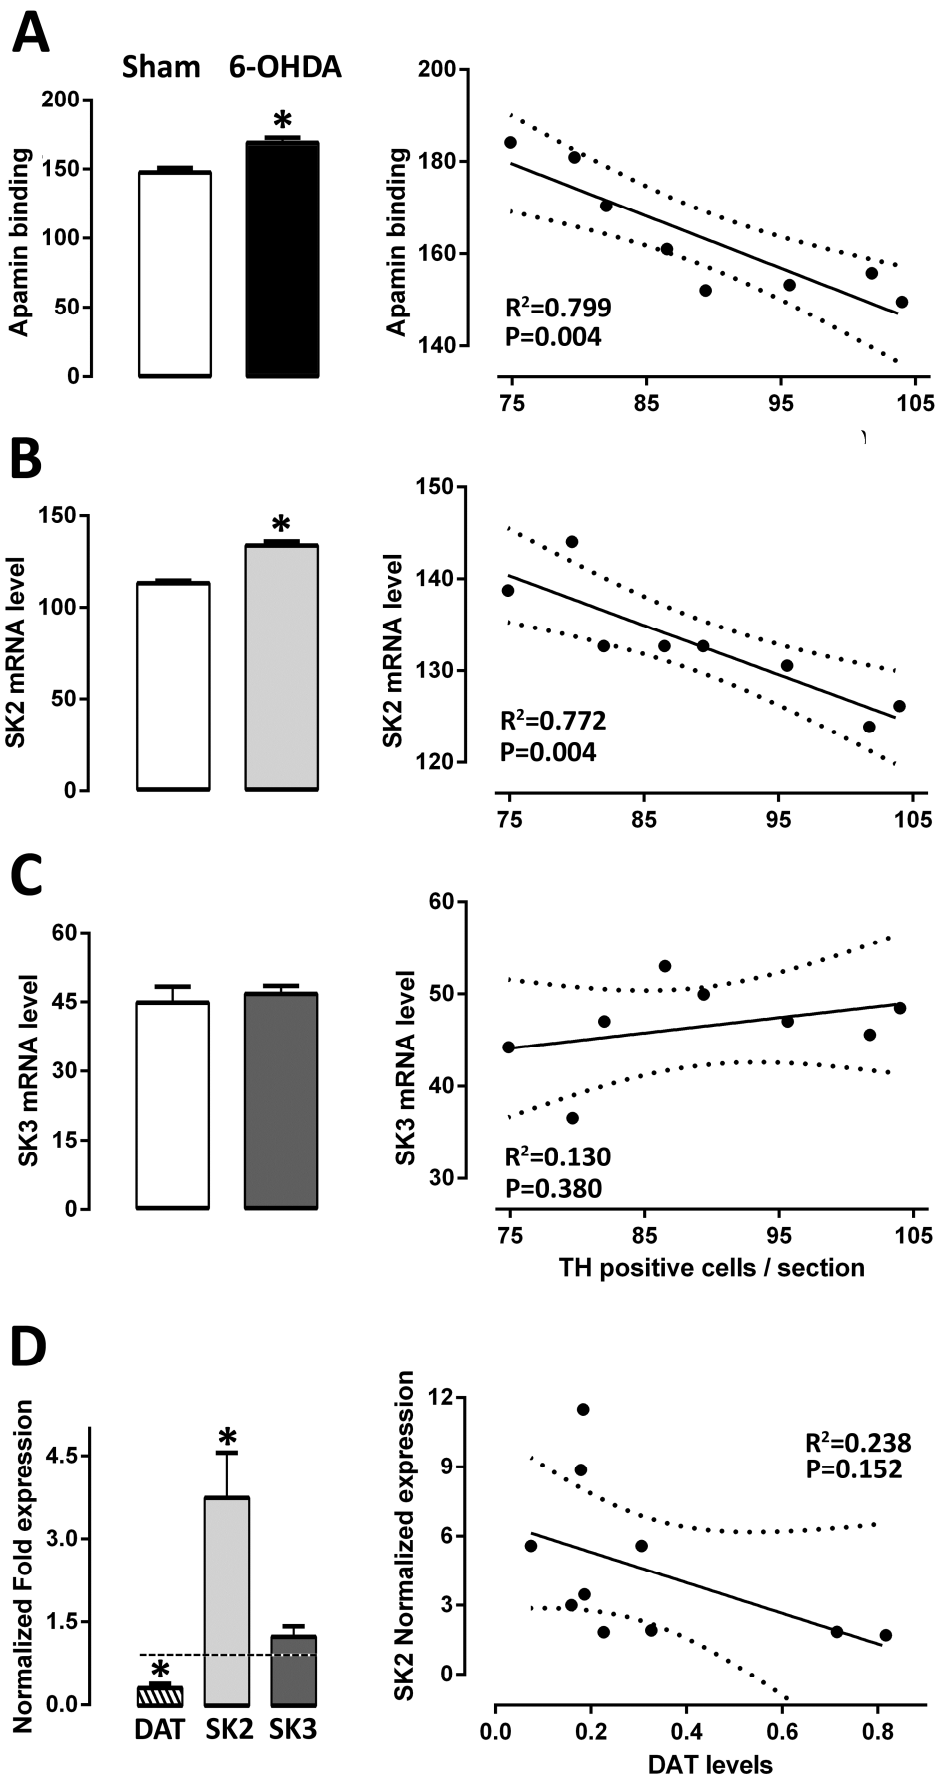 A
Sham 6-OHDA
*
Apamin binding
200
150
100
50
0
Apamin binding
200
180
160
140
R²=0.799
P=0.004
75 85 95 105
B
*
SK2 mRNA level
150
100
50
0
SK2 mRNA level
150
140
130
120
R²=0.772
P=0.004
75 85 95 105
C
SK3 mRNA level
60
45
30
15
0
SK3 mRNA level
60
50
40
30
R²=0.130
P=0.380
75 85 95 105
TH positive cells / section
D
Normalized Fold expression
4.5
3.0
1.5
0.0
*
*
DAT SK2 SK3
SK2 Normalized expression
12
9
6
3
0
R²=0.238
P=0.152
0.0 0.2 0.4 0.6 0.8
DAT levels